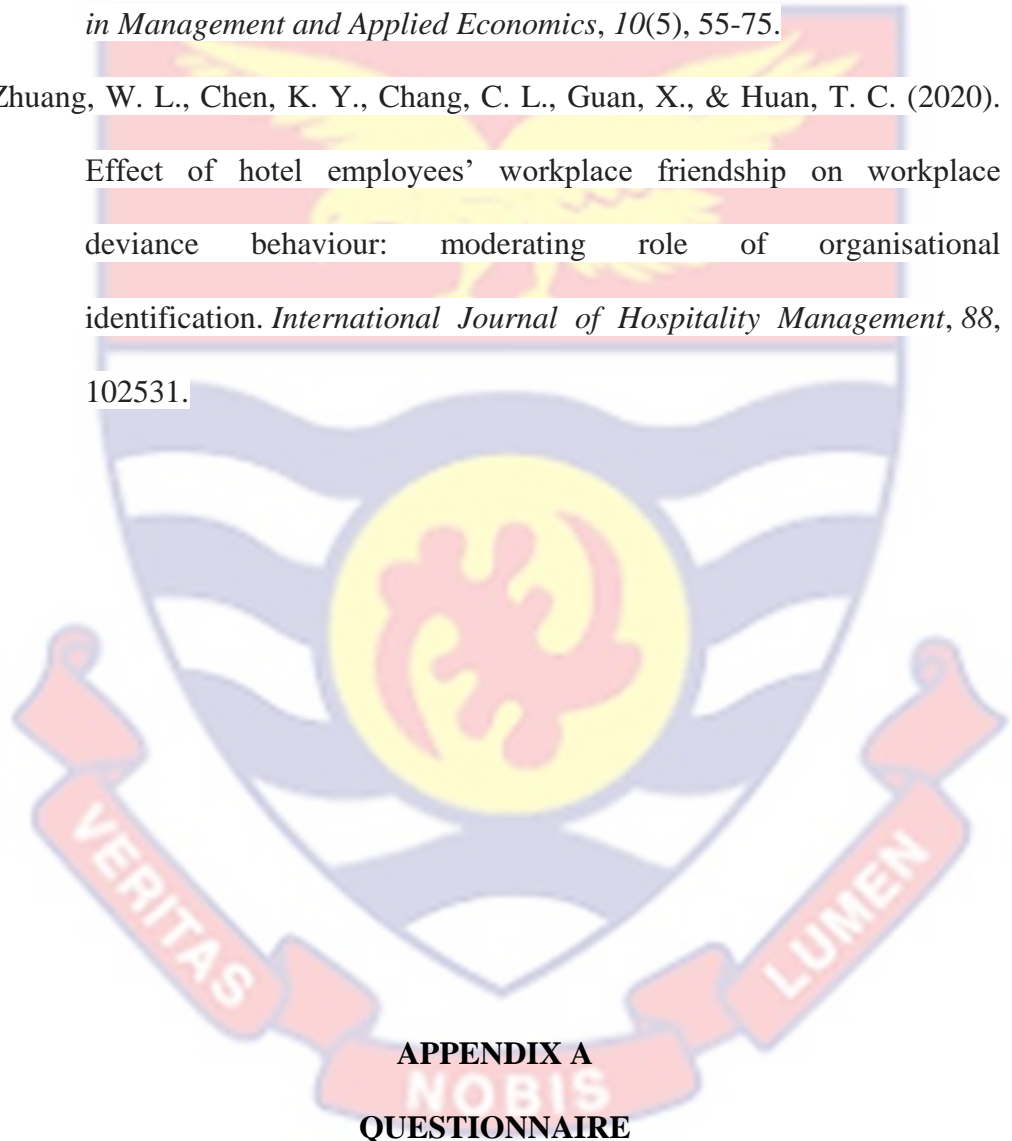 in Management and Applied Economics, 10(5), 55-75.
Zhuang, W. L., Chen, K. Y., Chang, C. L., Guan, X., & Huan, T. C. (2020).
Effect of hotel employees’ workplace friendship on workplace
deviance behaviour: moderating role of organisational
identification. International Journal of Hospitality Management, 88,
102531.
VERITAS
NOBIS
LUMEN
APPENDIX A
QUESTIONNAIRE